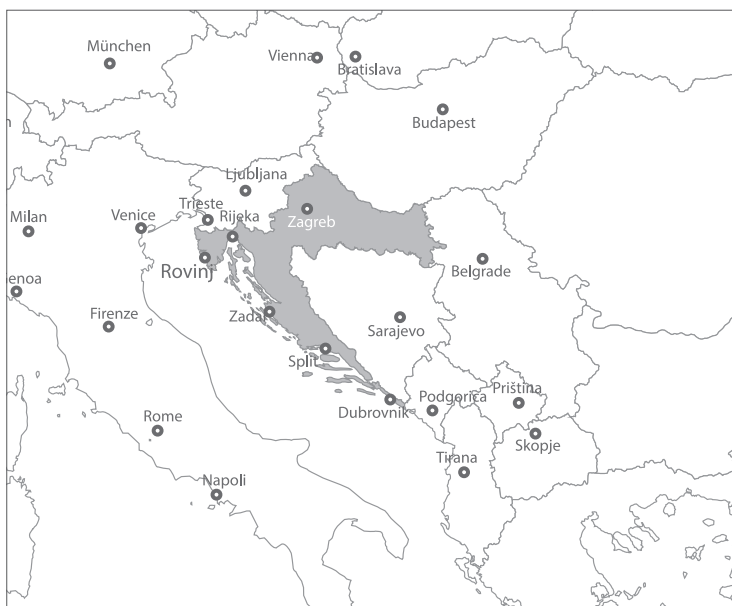 München
Vienna
Bratislava
Budapest
Ljubljana
Trieste
Zagreb
Milan
Venice
Rijeka
Rovinj
Belgrade
enoa
Firenze
Zadar
Sarajevo
Split
Dubrovnik
Podgorica
Priština
Rome
Skopje
Tirana
Napoli